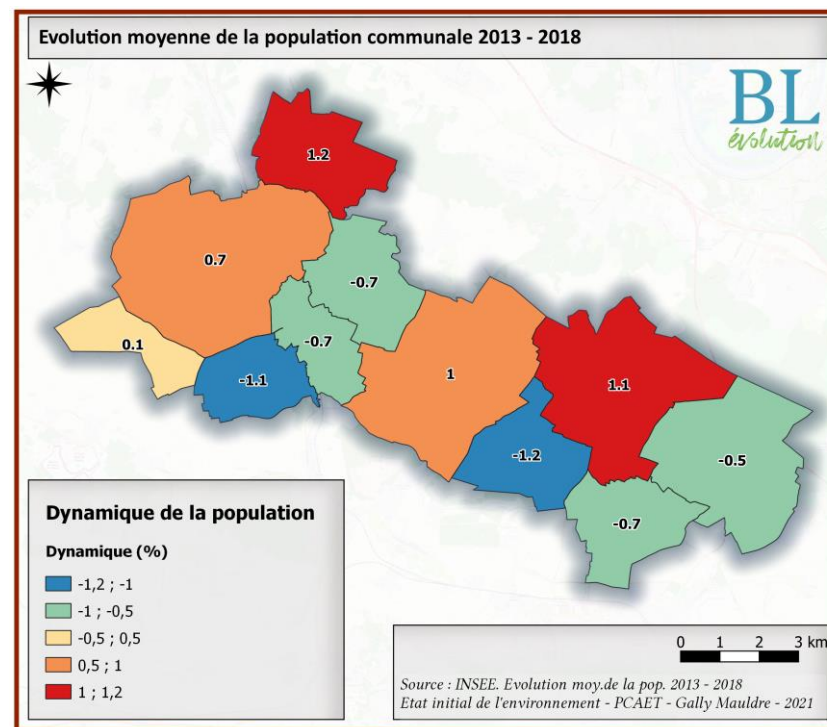 Evolution moyenne de la population communale 2013 - 2018
BL
évolution
1.2
0.7
-0.7
0.1
-0.7
-1.1
1
1.1
-1.2
-0.5
-0.7
Dynamique de la population
Dynamique (%)
-1,2 ; -1
-1 ; -0,5
-0,5 ; 0,5
0,5 ; 1
1 ; 1,2
0 1 2 3 km
Source : INSEE. Evolution moy.de la pop. 2013 - 2018
Etat initial de l'environnement - PCAET - Gally Mauldre - 2021